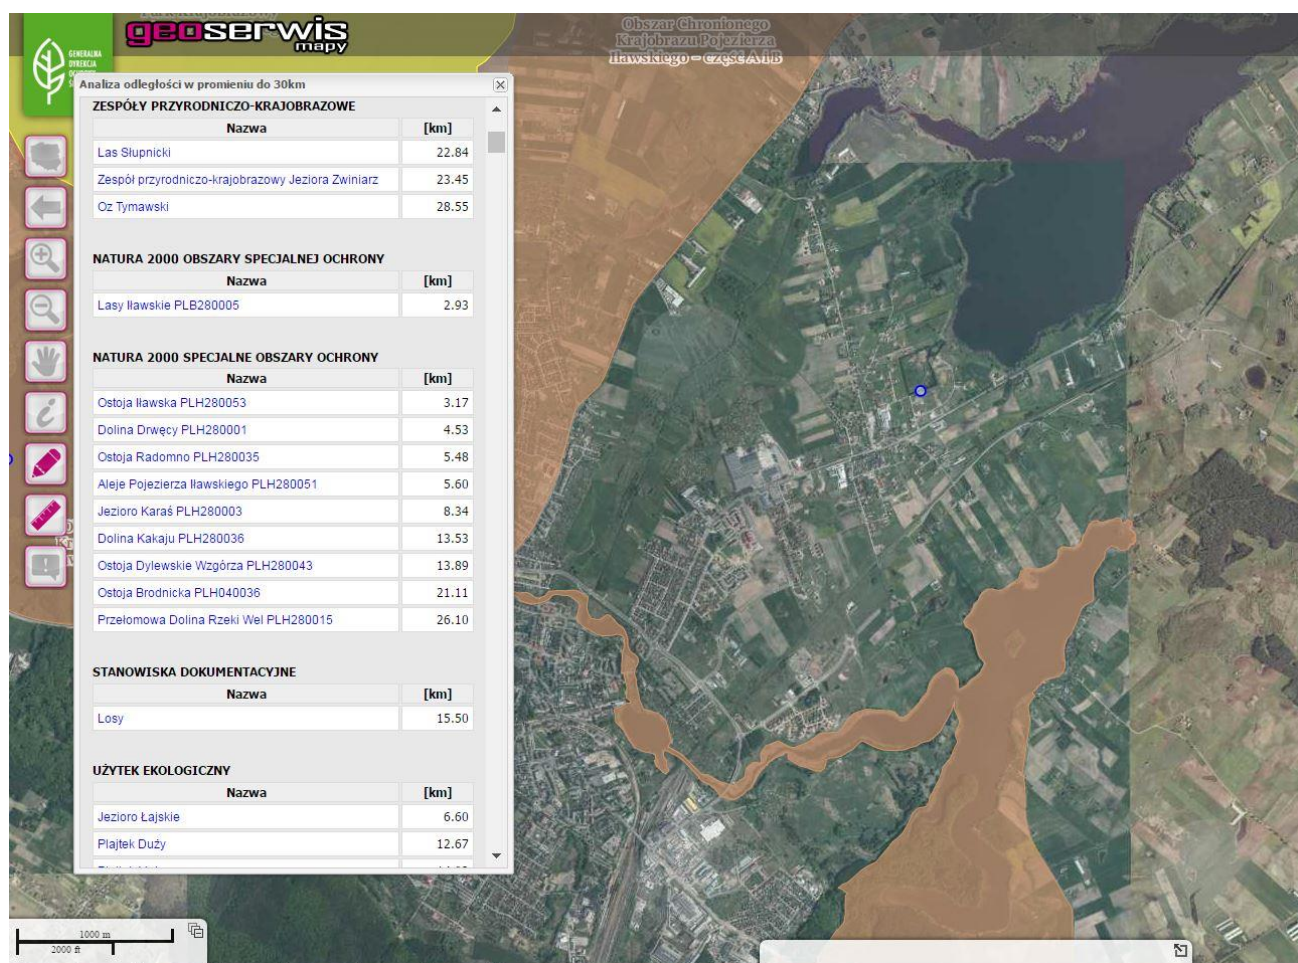 Park Krajobrazowy
geoserwis
mapy
GENERALNA
DYREKCJA
Obszar Chronionego
Krajobrazu Pojezierza
Iławskiego - część A i B
Analiza odległości w promieniu do 30km
ZESPOŁY PRZYRODNICZO-KRAJOBRAZOWE
Nazwa [km]
Las Słupnicki 22.84
Zespół przyrodniczo-krajobrazowy Jeziora Zwiniarz 23.45
Oz Tymawski 28.55
NATURA 2000 OBSZARY SPECJALNEJ OCHRONY
Nazwa [km]
Lasy Iławskie PLB280005 2.93
NATURA 2000 SPECJALNE OBSZARY OCHRONY
Nazwa [km]
Ostoja Iławska PLH280053 3.17
Dolina Drwęcy PLH280001 4.53
Ostoja Radomno PLH280035 5.48
Aleje Pojezierza Iławskiego PLH280051 5.60
Jezioro Karaś PLH280003 8.34
Dolina Kakaju PLH280036 13.53
Ostoja Dylewskie Wzgórza PLH280043 13.89
Ostoja Brodnicka PLH040036 21.11
Przełomowa Dolina Rzeki Wel PLH280015 26.10
STANOWISKA DOKUMENTACYJNE
Nazwa [km]
Losy 15.50
UŻYTEK EKOLOGICZNY
Nazwa [km]
Jezioro Łajskie 6.60
Plajtek Duży 12.67
1000 m
2000 ft